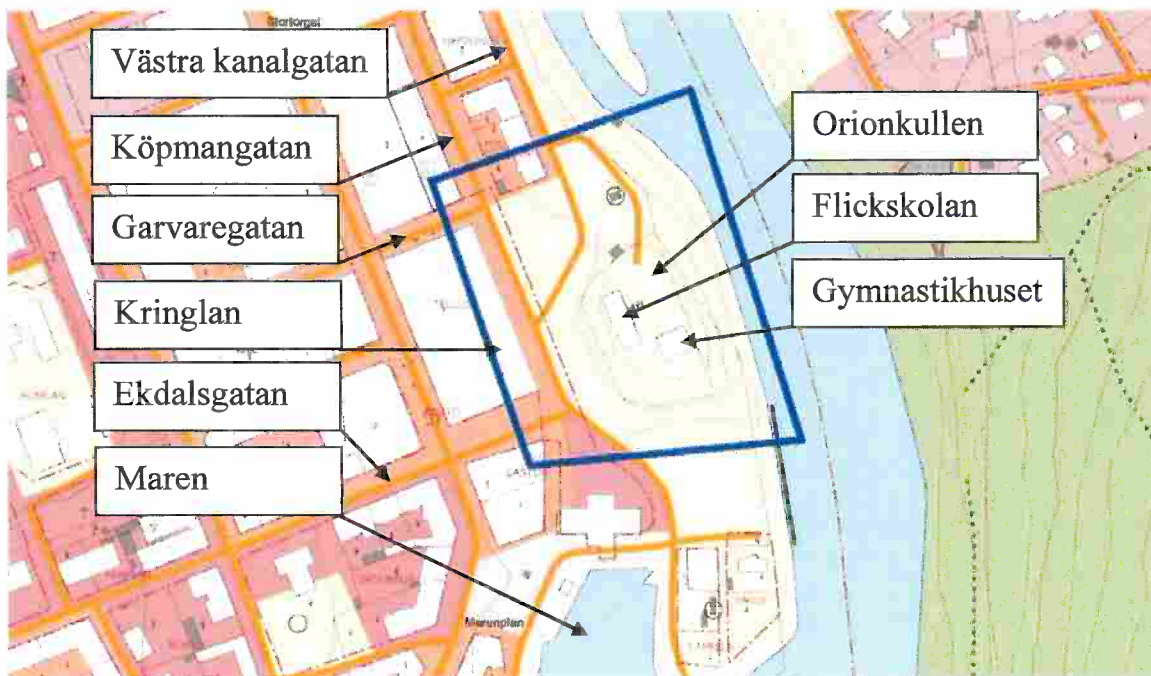 Stortorget
Västra kanalgatan
Köpmangatan
Garvaregatan
Kringlan
Ekdalsgatan
Maren
Orionkullen
Flickskolan
Gymnastikhuset
Marenplan